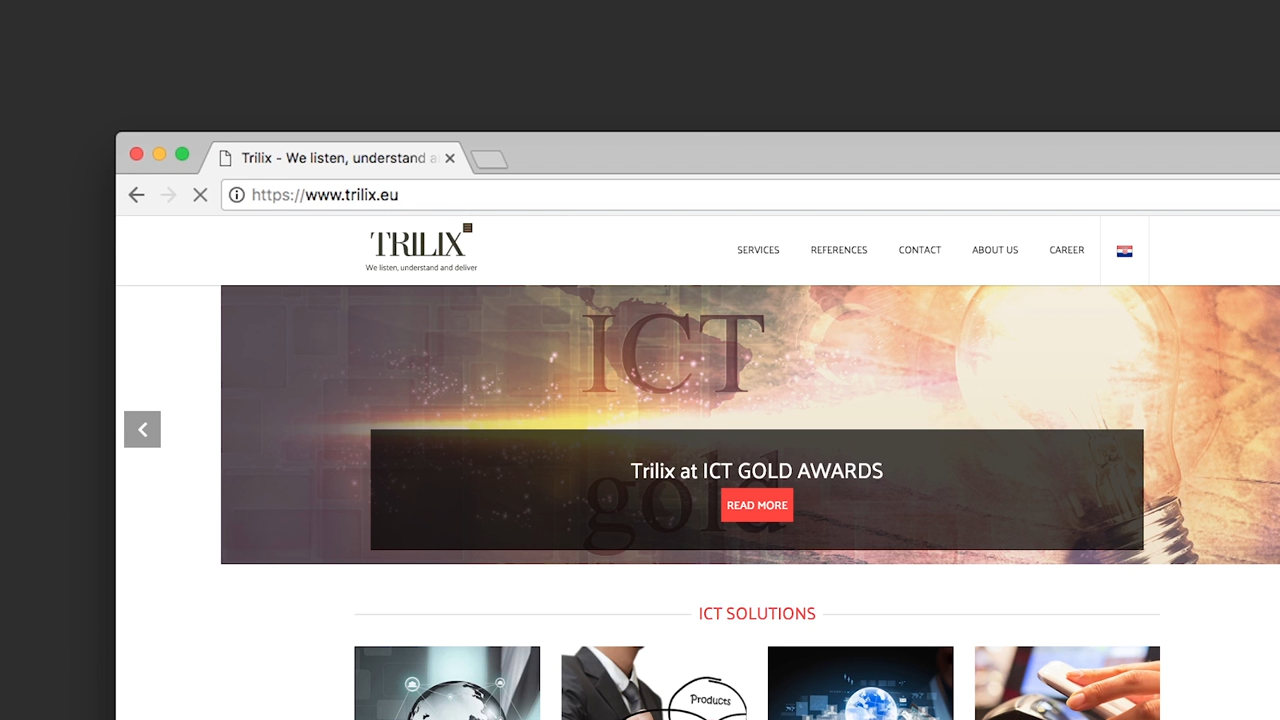 Trilix - We listen, understand a
https://www.trilix.eu
TRILIX
We listen, understand and deliver
SERVICES REFERENCES CONTACT ABOUT US CAREER
ICT
gold
Trilix at ICT GOLD AWARDS
READ MORE
ICT SOLUTIONS
Products